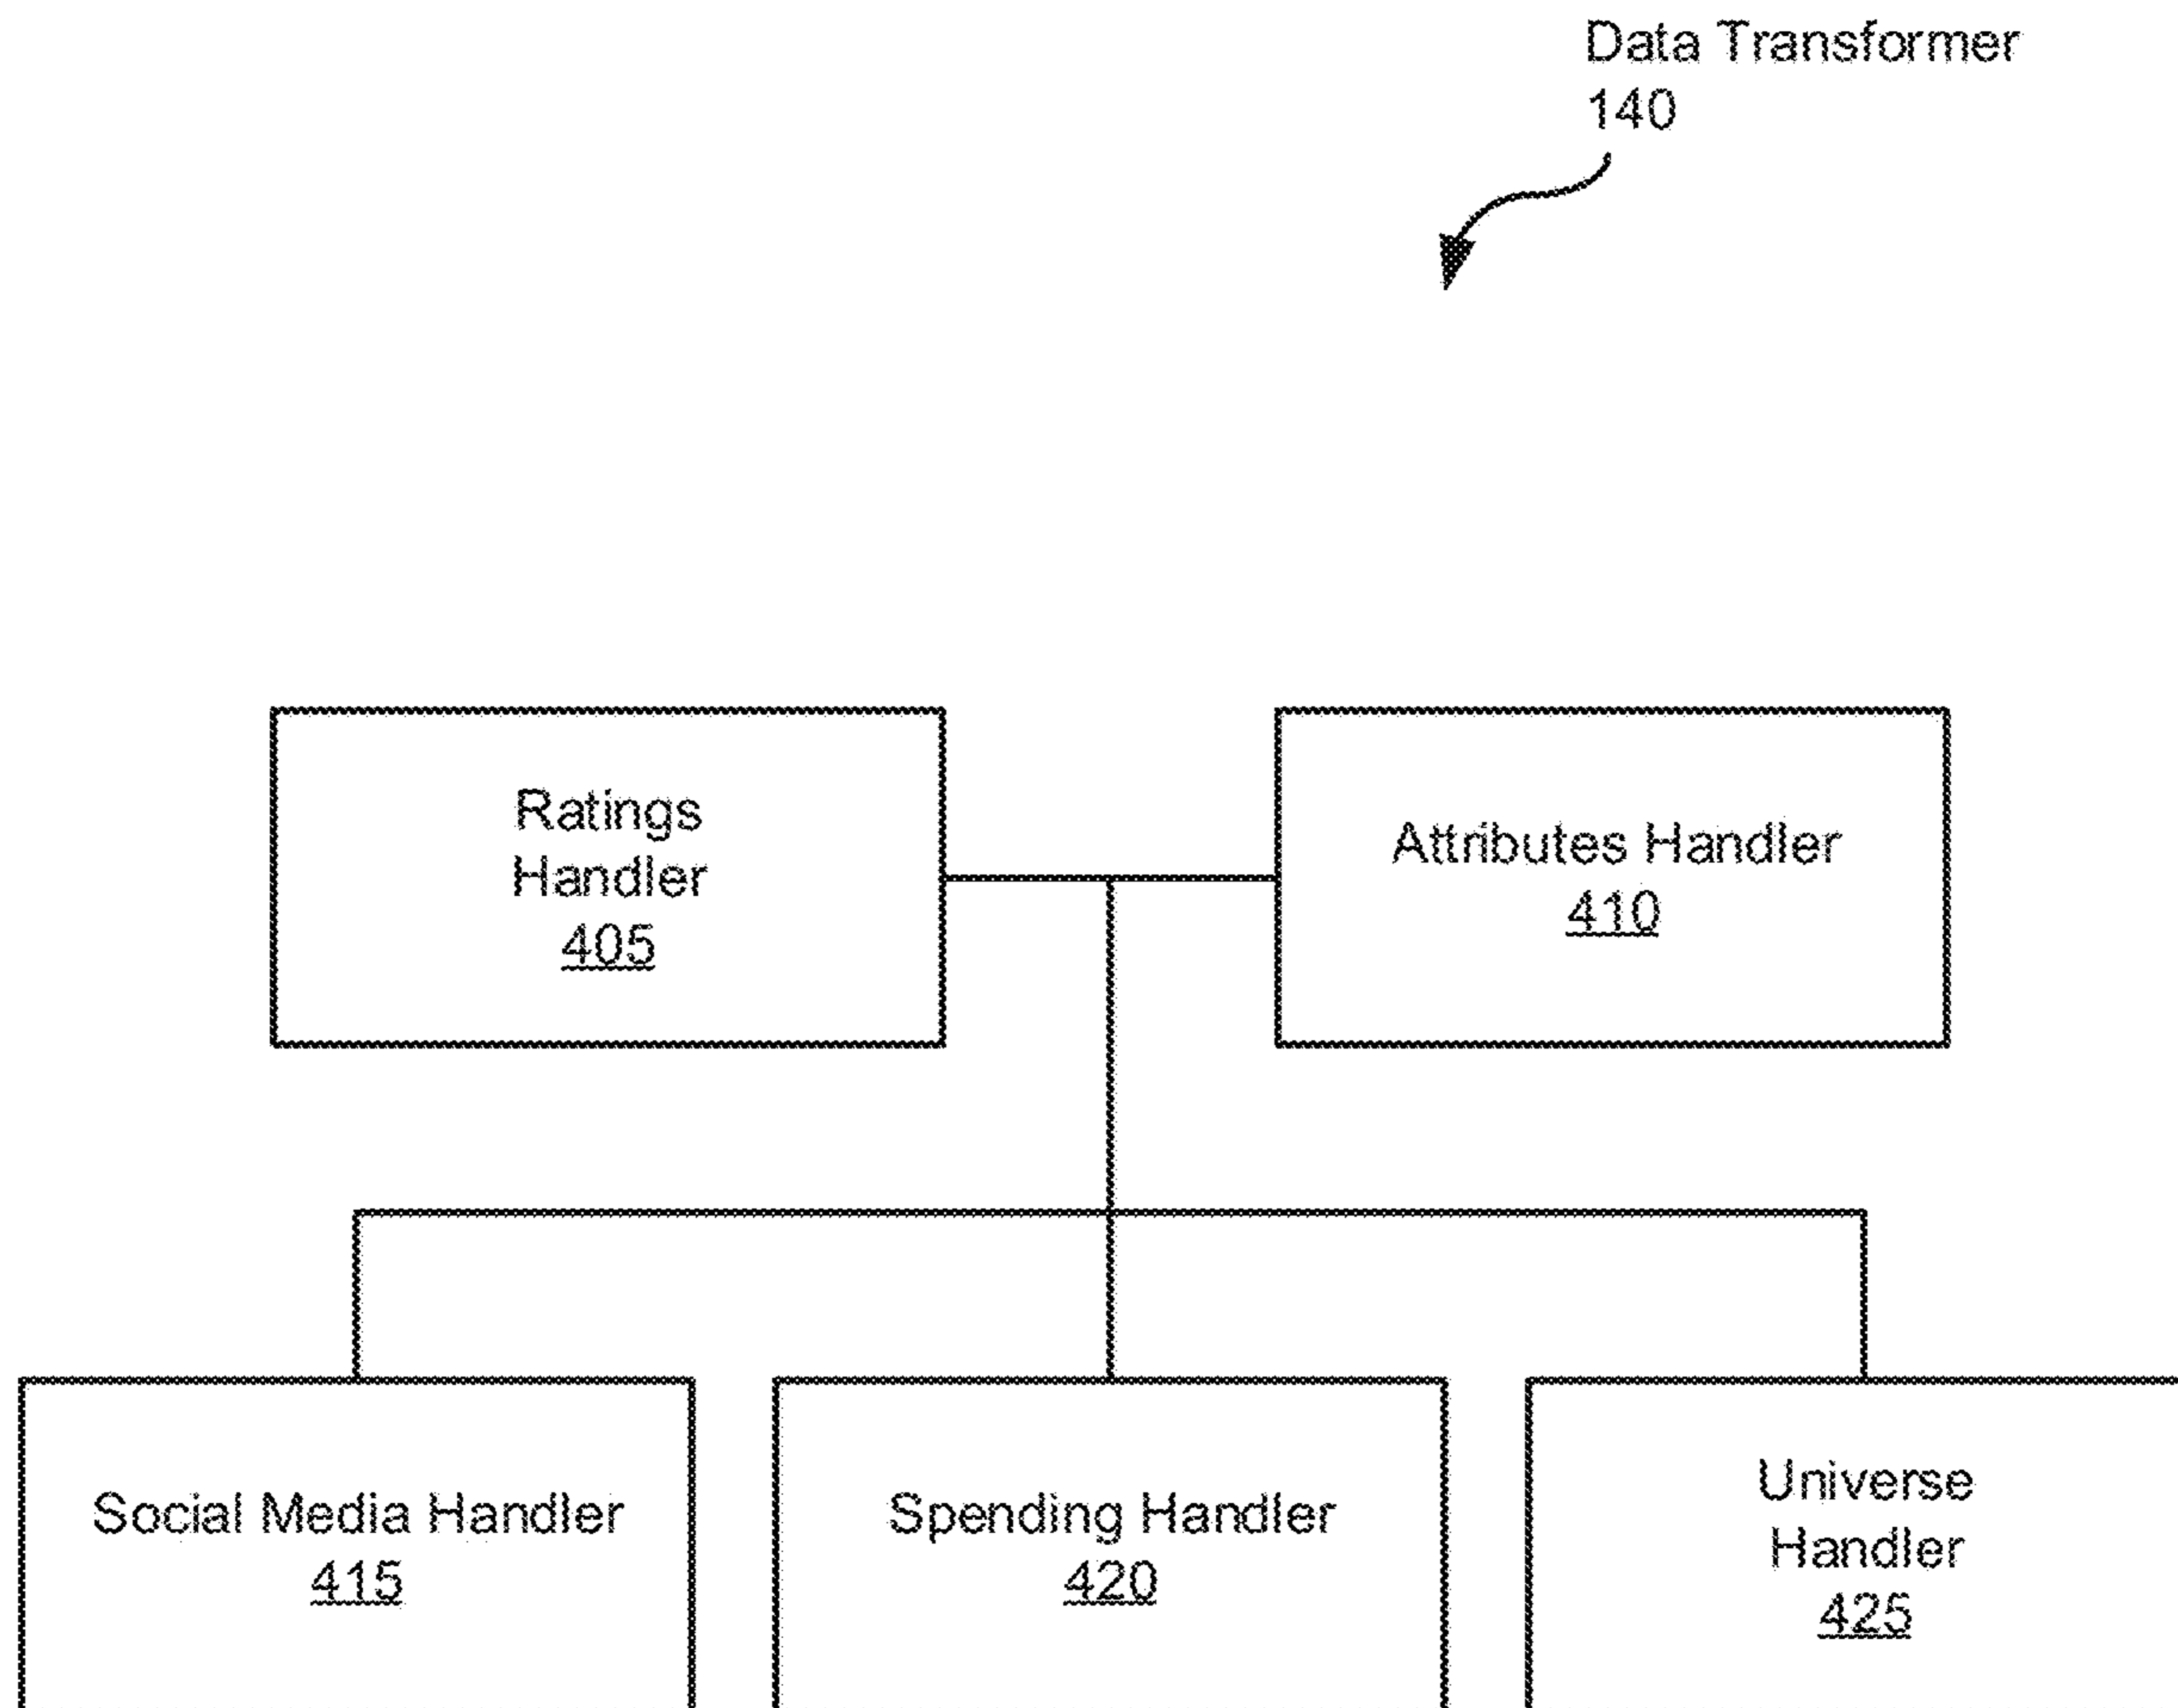 Data Transformer
140
Ratings
Handler
405
Attributes Handler
410
Social Media Handler
415
Spending Handler
420
Universe
Handler
425